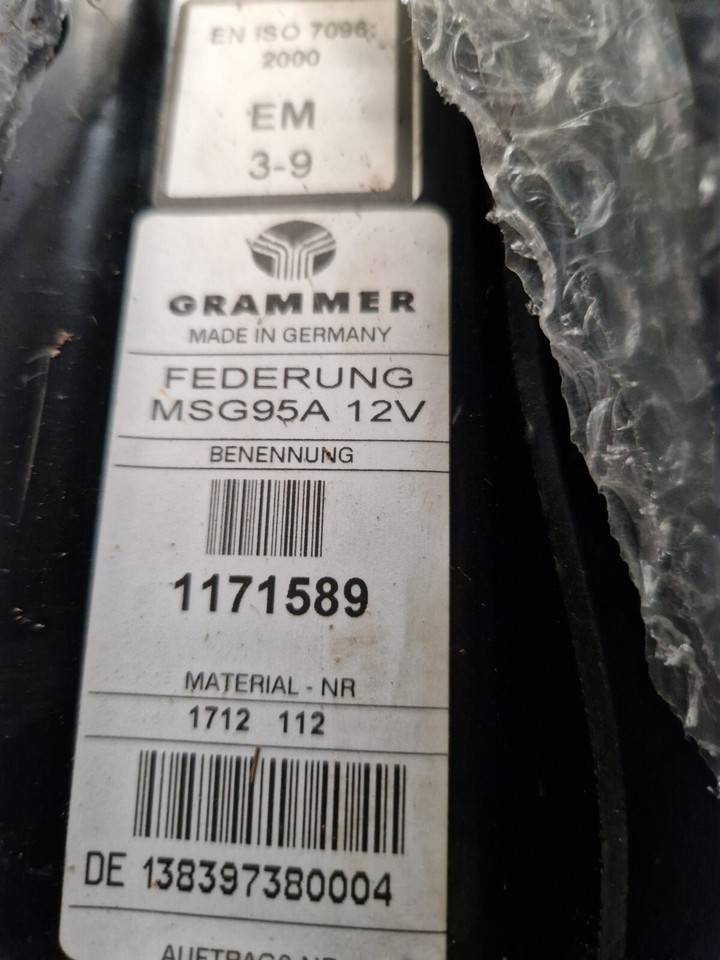 EN ISO 7096:
2000
EM
3-9
GRAMMER
MADE IN GERMANY
FEDERUNG
MSG95A 12V
BENENNUNG
1171589
MATERIAL - NR
1712 112
DE 138397380004